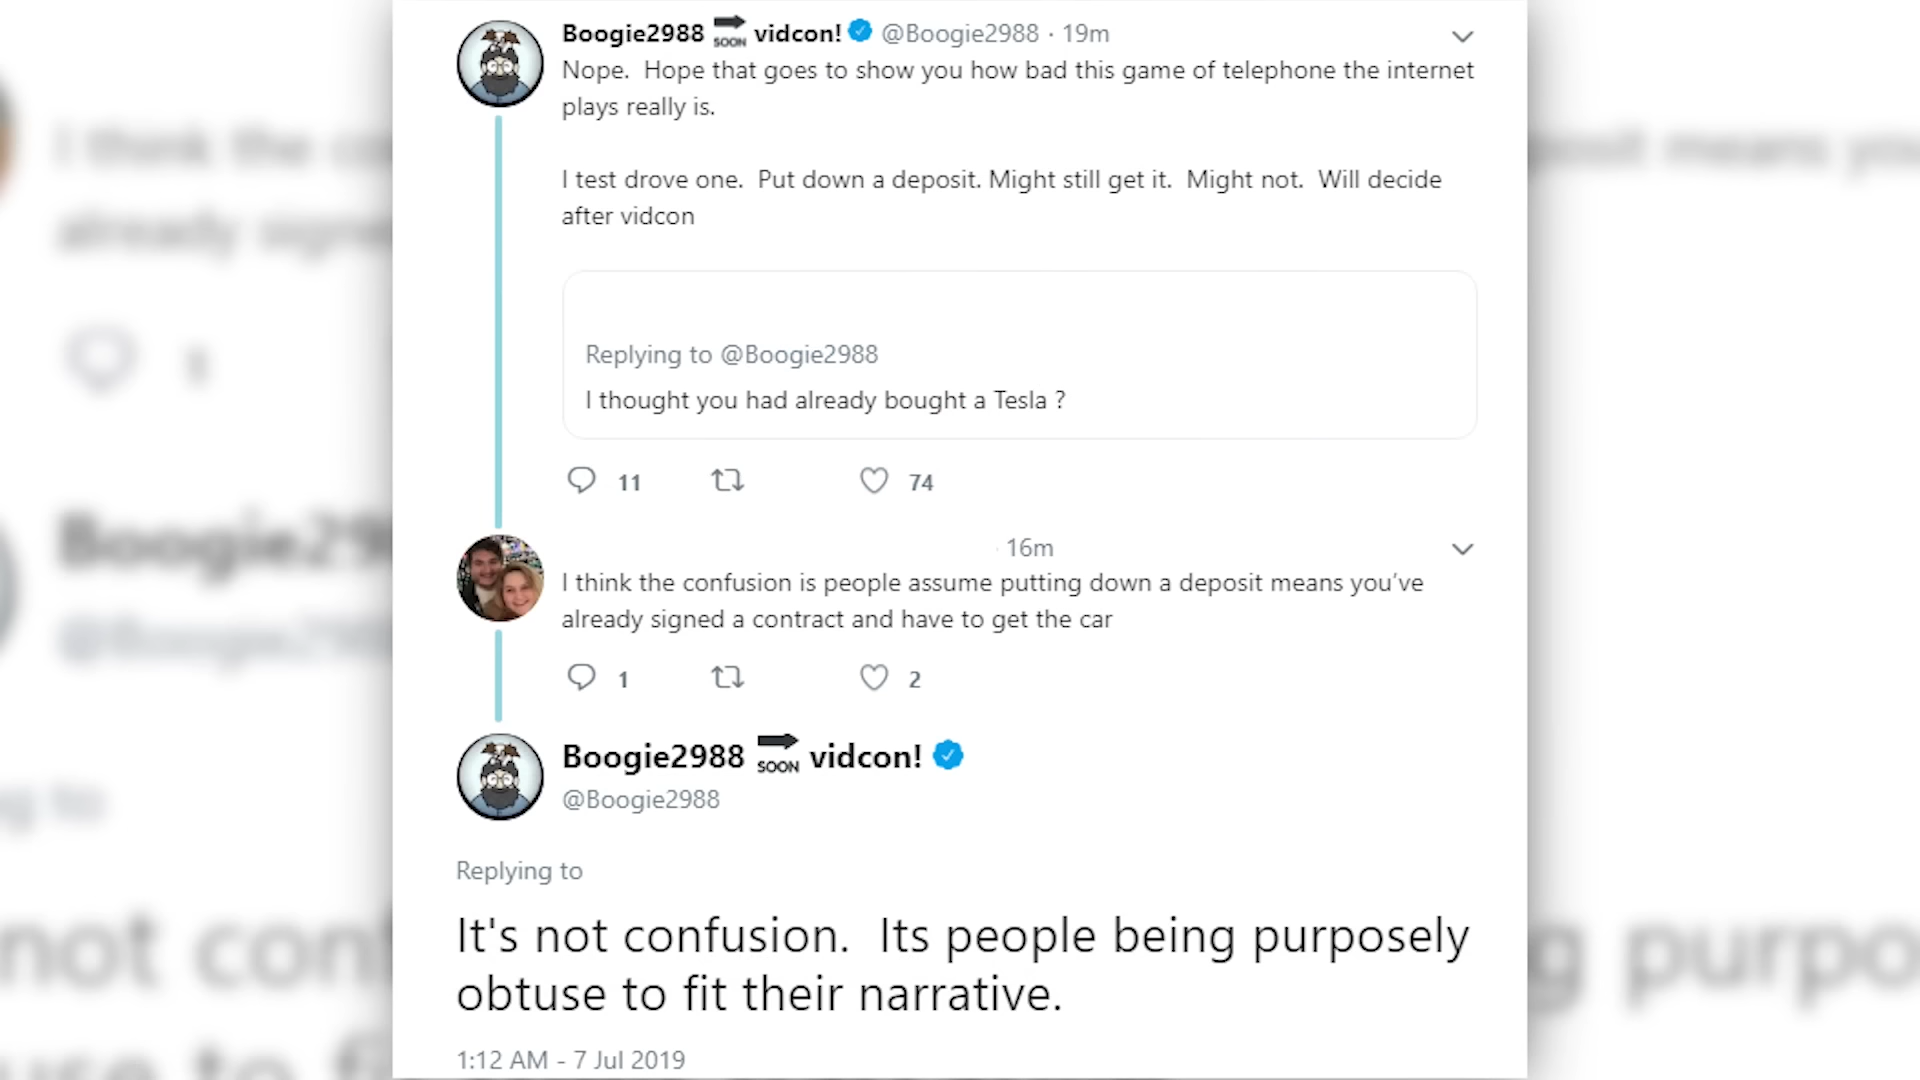 Boogie2988 SOON vidcon! @Boogie2988 · 19m
Nope.  Hope that goes to show you how bad this game of telephone the internet
plays really is.
I test drove one.  Put down a deposit. Might still get it.  Might not.  Will decide
after vidcon
Replying to @Boogie2988
I thought you had already bought a Tesla ?
11 74
· 16m
I think the confusion is people assume putting down a deposit means you've
already signed a contract and have to get the car
1 2
Boogie2988 SOON vidcon!
@Boogie2988
Replying to
It's not confusion.  Its people being purposely
obtuse to fit their narrative.
1:12 AM - 7 Jul 2019